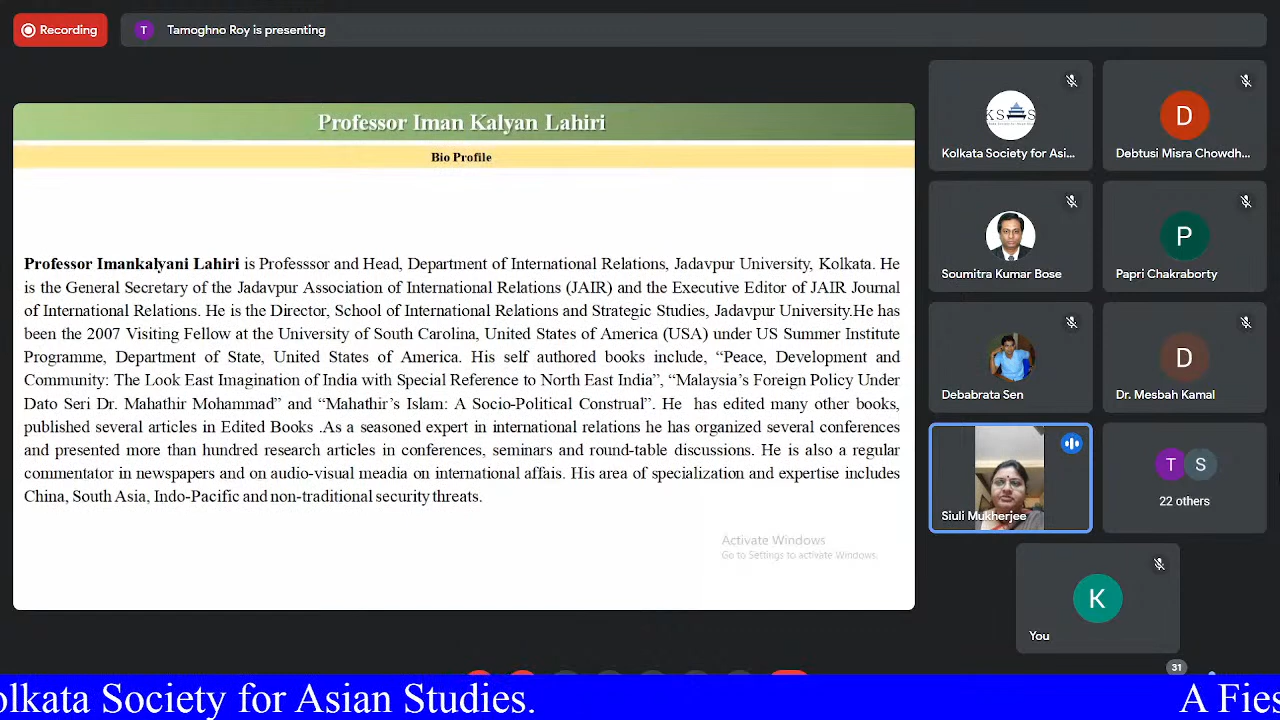 Recording
T Tamoghno Roy is presenting
Professor Iman Kalyan Lahiri
Bio Profile
Professor Imankalyani Lahiri is Professsor and Head, Department of International Relations, Jadavpur University, Kolkata. He
is the General Secretary of the Jadavpur Association of International Relations (JAIR) and the Executive Editor of JAIR Journal
of International Relations. He is the Director, School of International Relations and Strategic Studies, Jadavpur University.He has
been the 2007 Visiting Fellow at the University of South Carolina, United States of America (USA) under US Summer Institute
Programme, Department of State, United States of America. His self authored books include, “Peace, Development and
Community: The Look East Imagination of India with Special Reference to North East India”, “Malaysia’s Foreign Policy Under
Dato Seri Dr. Mahathir Mohammad” and “Mahathir’s Islam: A Socio-Political Construal”. He has edited many other books,
published several articles in Edited Books .As a seasoned expert in international relations he has organized several conferences
and presented more than hundred research articles in conferences, seminars and round-table discussions. He is also a regular
commentator in newspapers and on audio-visual meadia on international affais. His area of specialization and expertise includes
China, South Asia, Indo-Pacific and non-traditional security threats.
Activate Windows
Go to Settings to activate Windows.
KSAS
Kolkata Society for Asi...
D
Debtusi Misra Chowdh...
Soumitra Kumar Bose
P
Papri Chakraborty
Debabrata Sen
D
Dr. Mesbah Kamal
Siuli Mukherjee
T S
22 others
K
You
31
olkata Society for Asian Studies. A Fies